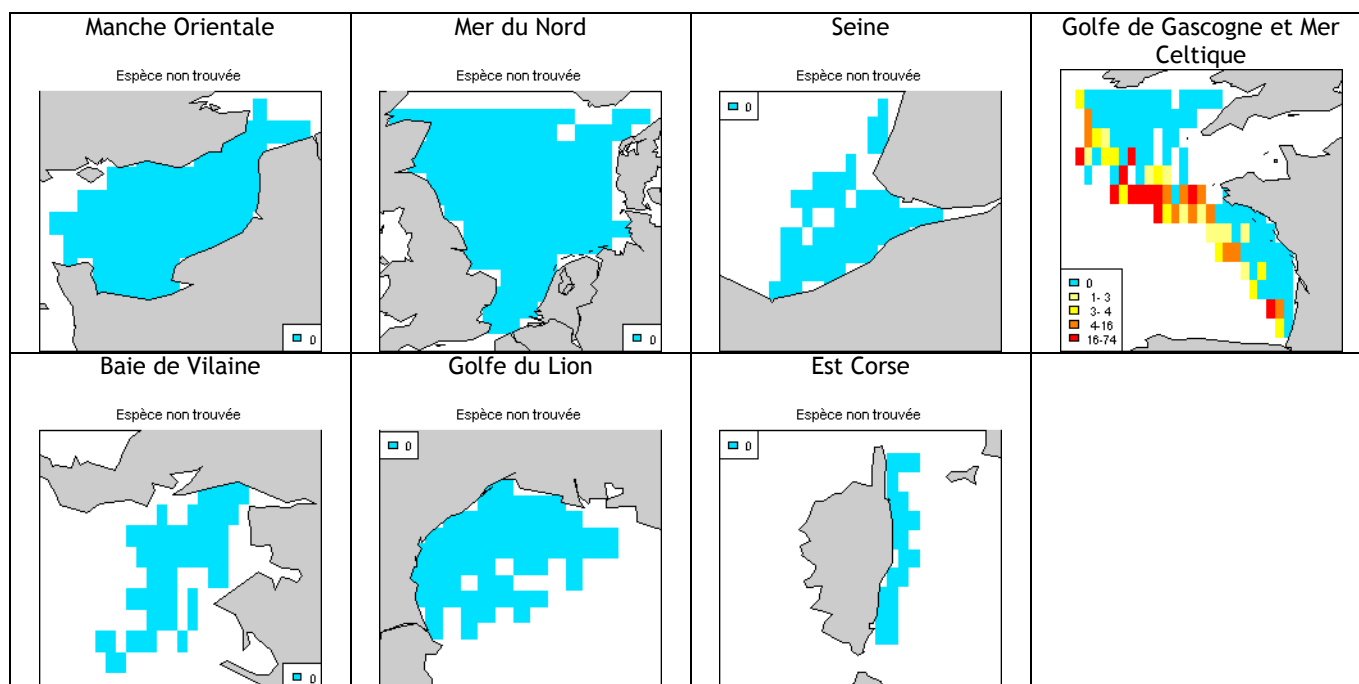 Manche Orientale
Espèce non trouvée
0
Mer du Nord
Espèce non trouvée
0
Seine
Espèce non trouvée
0
Golfe de Gascogne et Mer
Celtique
0
1- 3
3- 4
4-16
16-74
Baie de Vilaine
Espèce non trouvée
0
Golfe du Lion
Espèce non trouvée
0
Est Corse
Espèce non trouvée
0